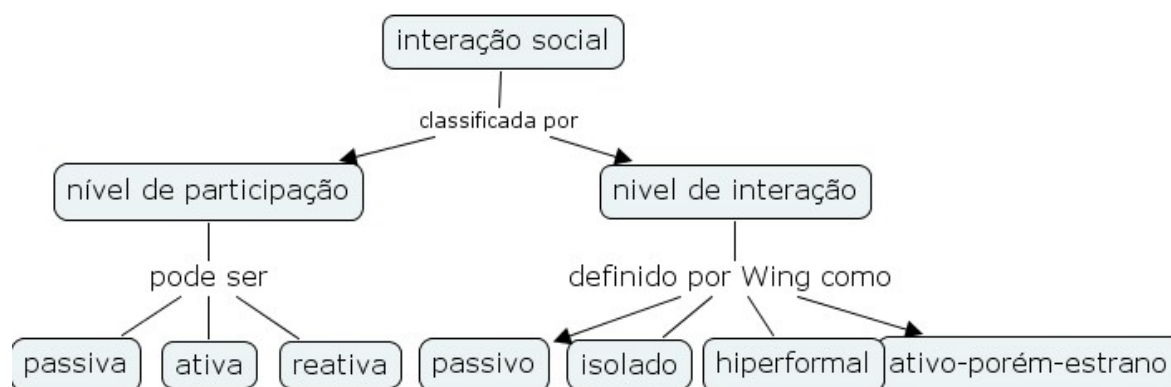 interação social
classificada por
nível de participação
nivel de interação
pode ser
definido por Wing como
passiva
ativa
reativa
passivo
isolado
hiperformal
ativo-porém-estrano